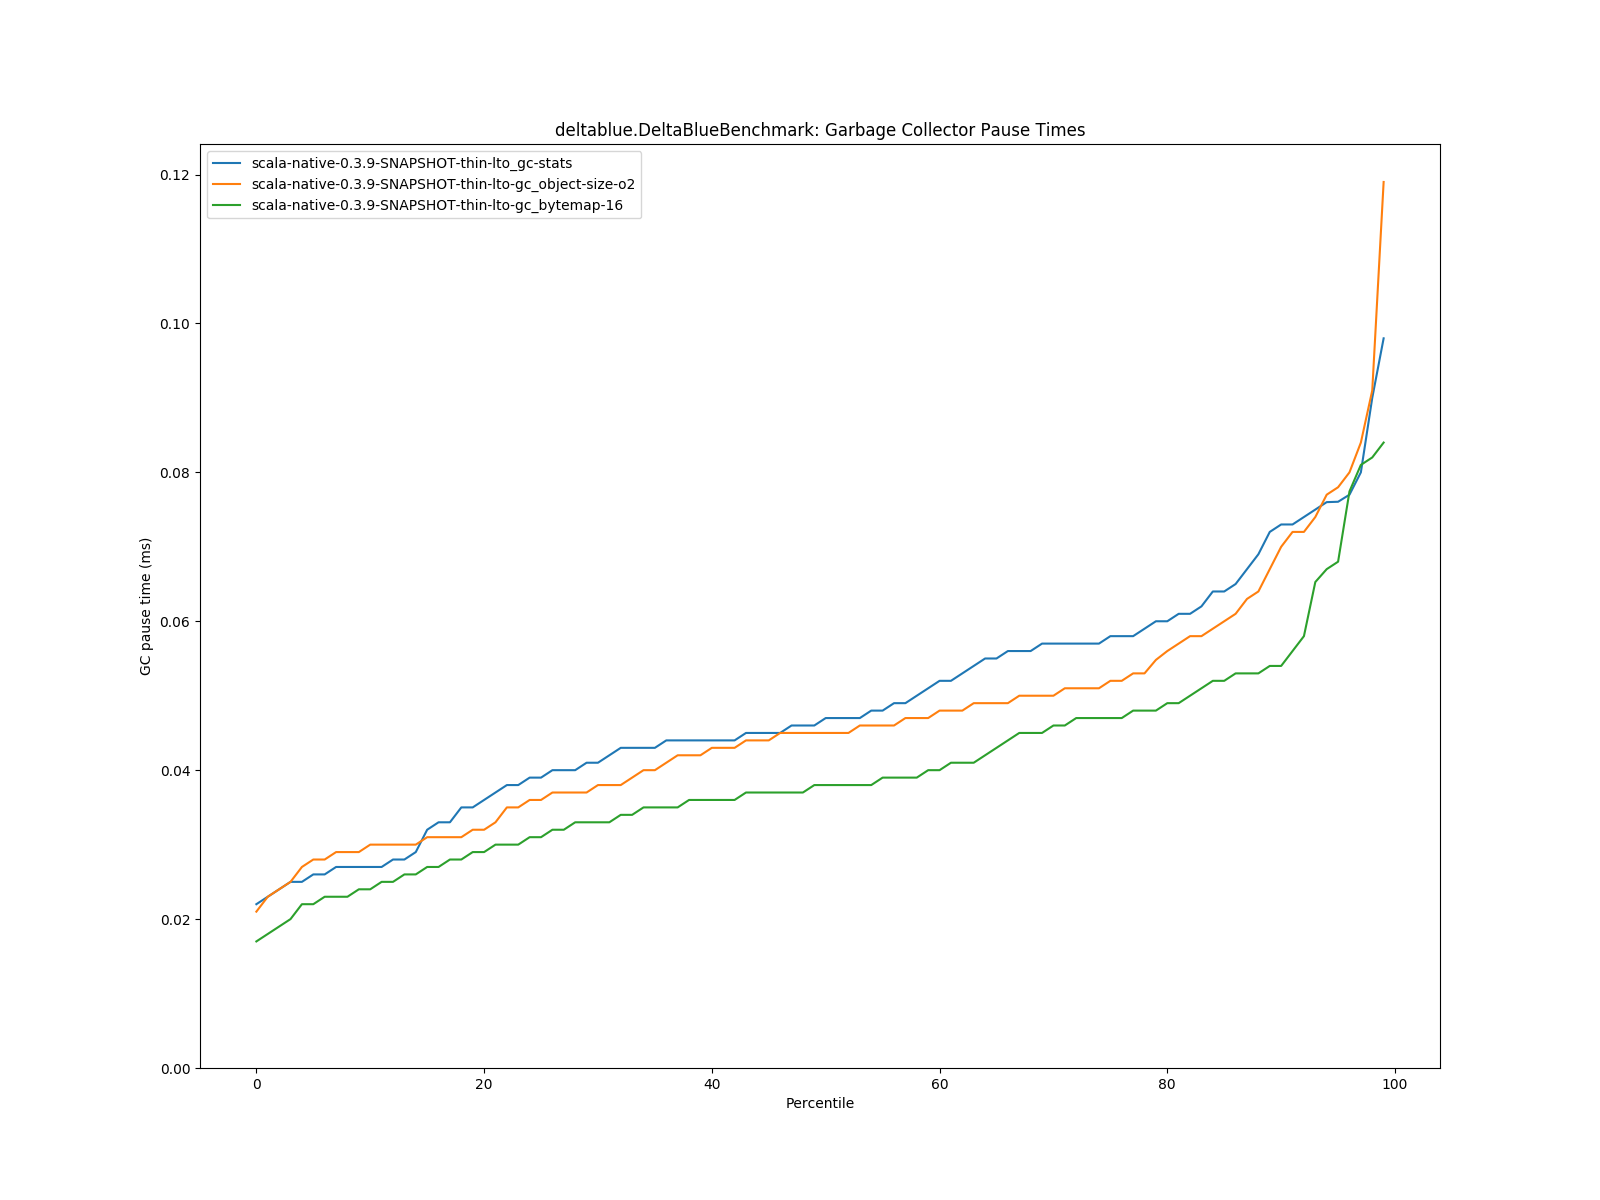 deltablue.DeltaBlueBenchmark: Garbage Collector Pause Times
scala-native-0.3.9-SNAPSHOT-thin-lto_gc-stats
scala-native-0.3.9-SNAPSHOT-thin-lto-gc_object-size-o2
scala-native-0.3.9-SNAPSHOT-thin-lto-gc_bytemap-16
0.12
0.10
0.08
0.06
0.04
0.02
0.00
GC pause time (ms)
0 20 40 60 80 100
Percentile